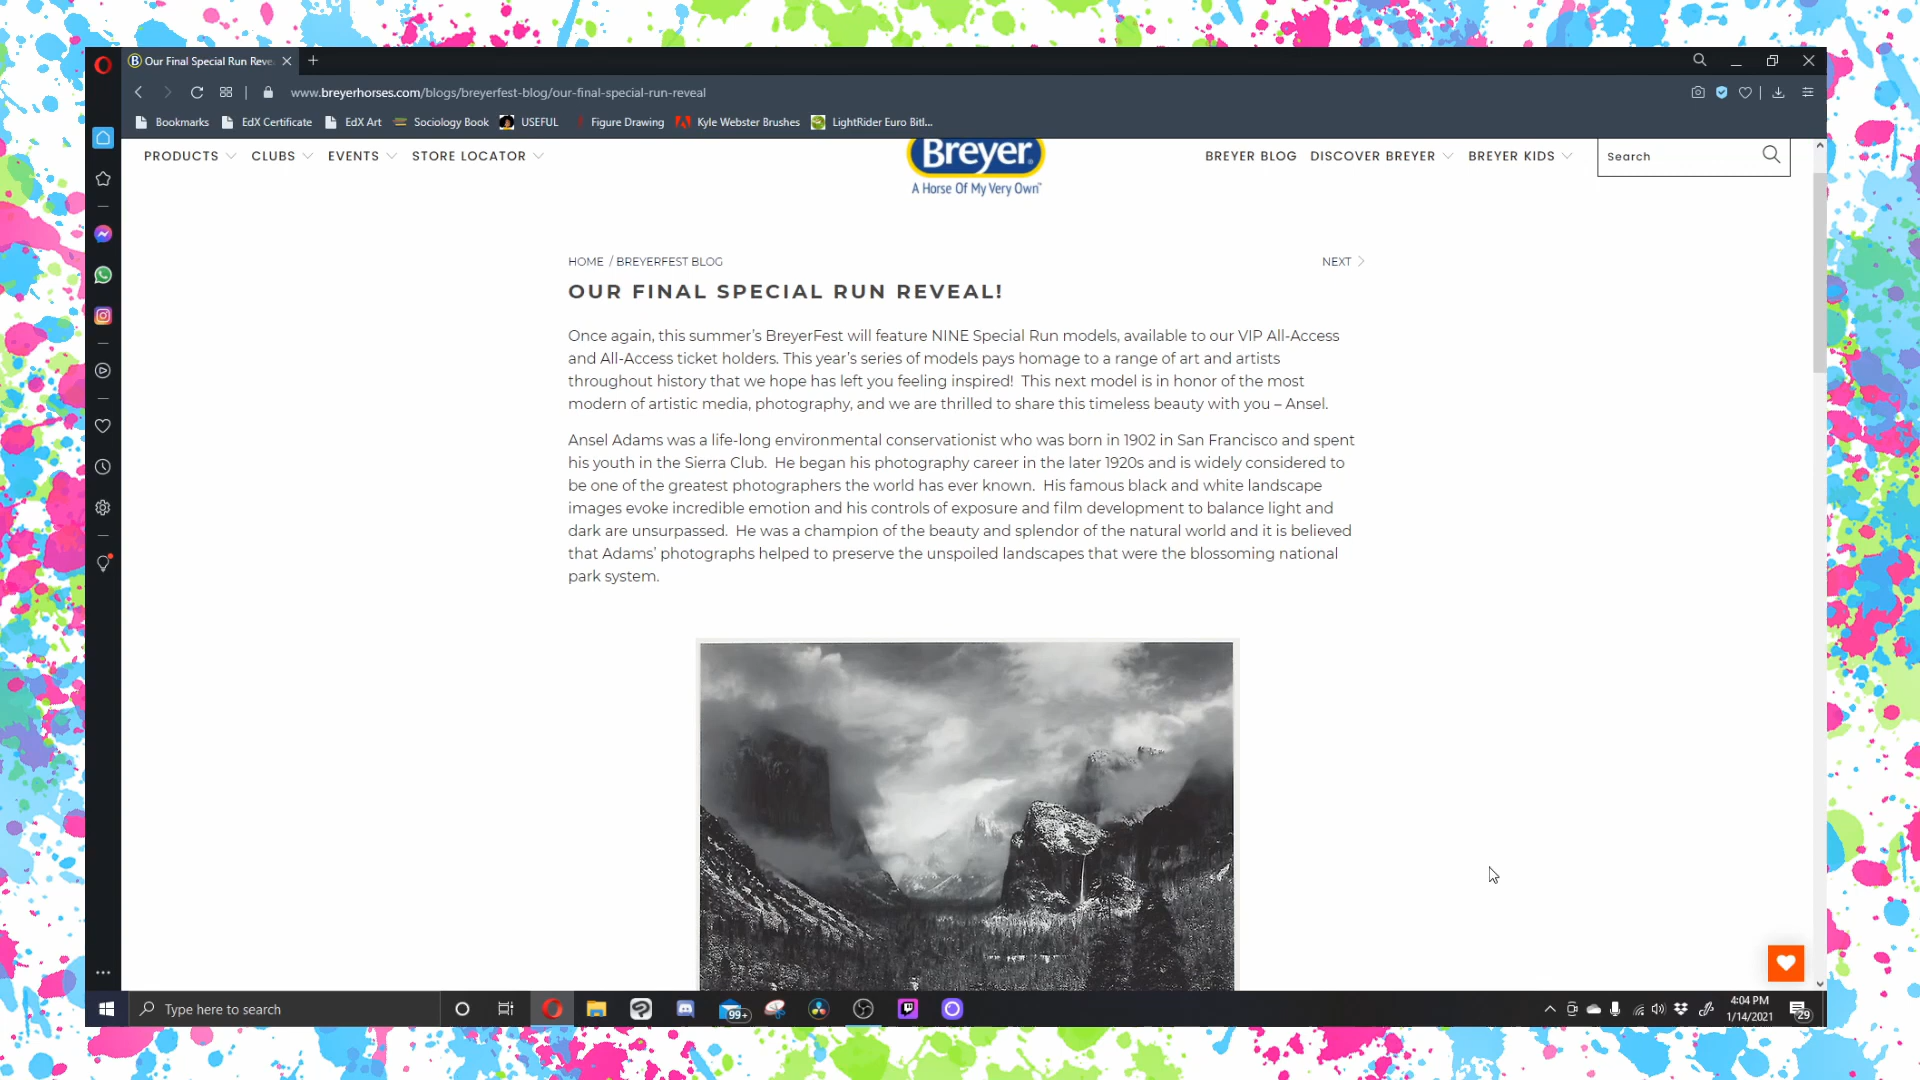 Our Final Special Run Reve
www.breyerhorses.com/blogs/breyerfest-blog/our-final-special-run-reveal
Bookmarks EdX Certificate EdX Art Sociology Book USEFUL Figure Drawing Kyle Webster Brushes LightRider Euro Bitl...
PRODUCTS CLUBS EVENTS STORE LOCATOR Breyer BREYER BLOG DISCOVER BREYER BREYER KIDS Search
A Horse Of My Very Own™
HOME / BREYERFEST BLOG NEXT
OUR FINAL SPECIAL RUN REVEAL!
Once again, this summer’s BreyerFest will feature NINE Special Run models, available to our VIP All-Access
and All-Access ticket holders. This year’s series of models pays homage to a range of art and artists
throughout history that we hope has left you feeling inspired!  This next model is in honor of the most
modern of artistic media, photography, and we are thrilled to share this timeless beauty with you – Ansel.
Ansel Adams was a life-long environmental conservationist who was born in 1902 in San Francisco and spent
his youth in the Sierra Club.  He began his photography career in the later 1920s and is widely considered to
be one of the greatest photographers the world has ever known.  His famous black and white landscape
images evoke incredible emotion and his controls of exposure and film development to balance light and
dark are unsurpassed.  He was a champion of the beauty and splendor of the natural world and it is believed
that Adams’ photographs helped to preserve the unspoiled landscapes that were the blossoming national
park system.
Type here to search
99+
4:04 PM
1/14/2021
29